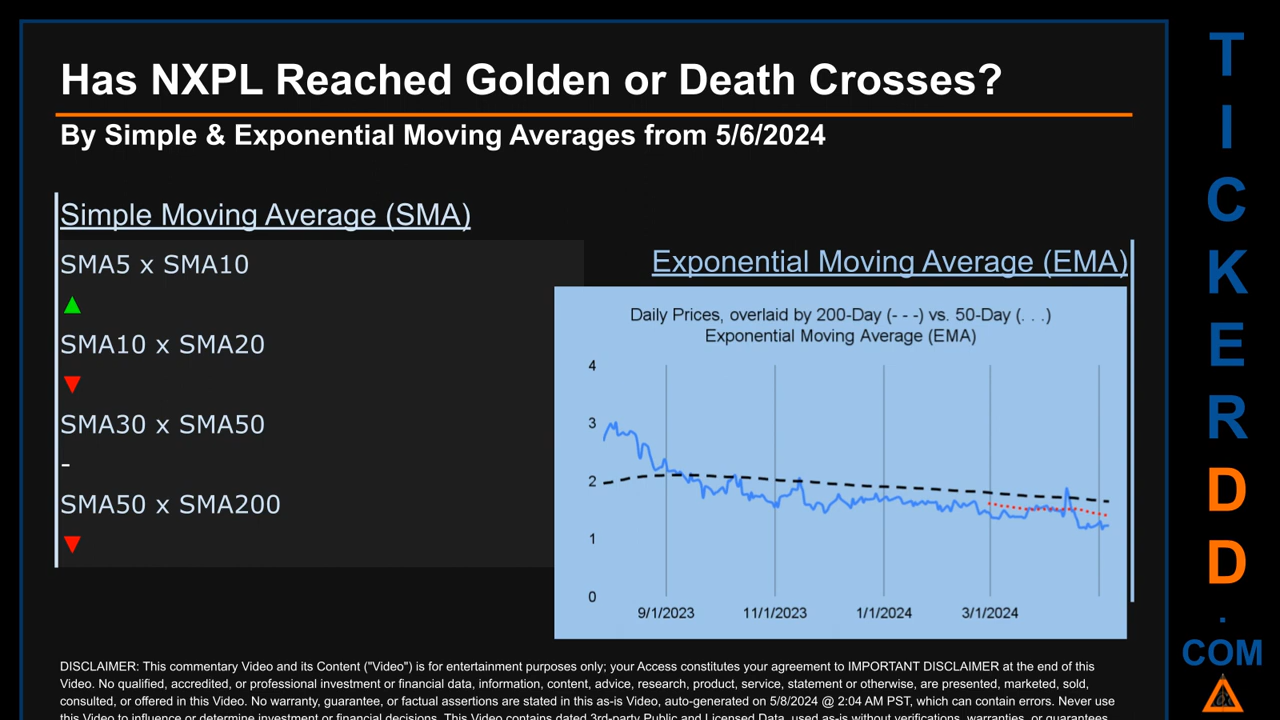 Has NXPL Reached Golden or Death Crosses?
By Simple & Exponential Moving Averages from 5/6/2024
Simple Moving Average (SMA)
SMA5 x SMA10
▲
SMA10 x SMA20
▼
SMA30 x SMA50
-
SMA50 x SMA200
▼
Exponential Moving Average (EMA)
Daily Prices, overlaid by 200-Day (- - -) vs. 50-Day (. . .)
Exponential Moving Average (EMA)
4
3
2
1
0
9/1/2023
11/1/2023
1/1/2024
3/1/2024
DISCLAIMER: This commentary Video and its Content ("Video") is for entertainment purposes only; your Access constitutes your agreement to IMPORTANT DISCLAIMER at the end of this
Video. No qualified, accredited, or professional investment or financial data, information, content, advice, research, product, service, statement or otherwise, are presented, marketed, sold,
consulted, or offered in this Video. No warranty, guarantee, or factual assertions are stated in this as-is Video, auto-generated on 5/8/2024 @ 2:04 AM PST, which can contain errors. Never use
this Video to influence or determine investment or financial decisions. This Video contains dated 3rd-party Public and Licensed Data, used as-is without verifications, warranties, or guarantees
T
I
C
K
E
R
D
D
.
COM